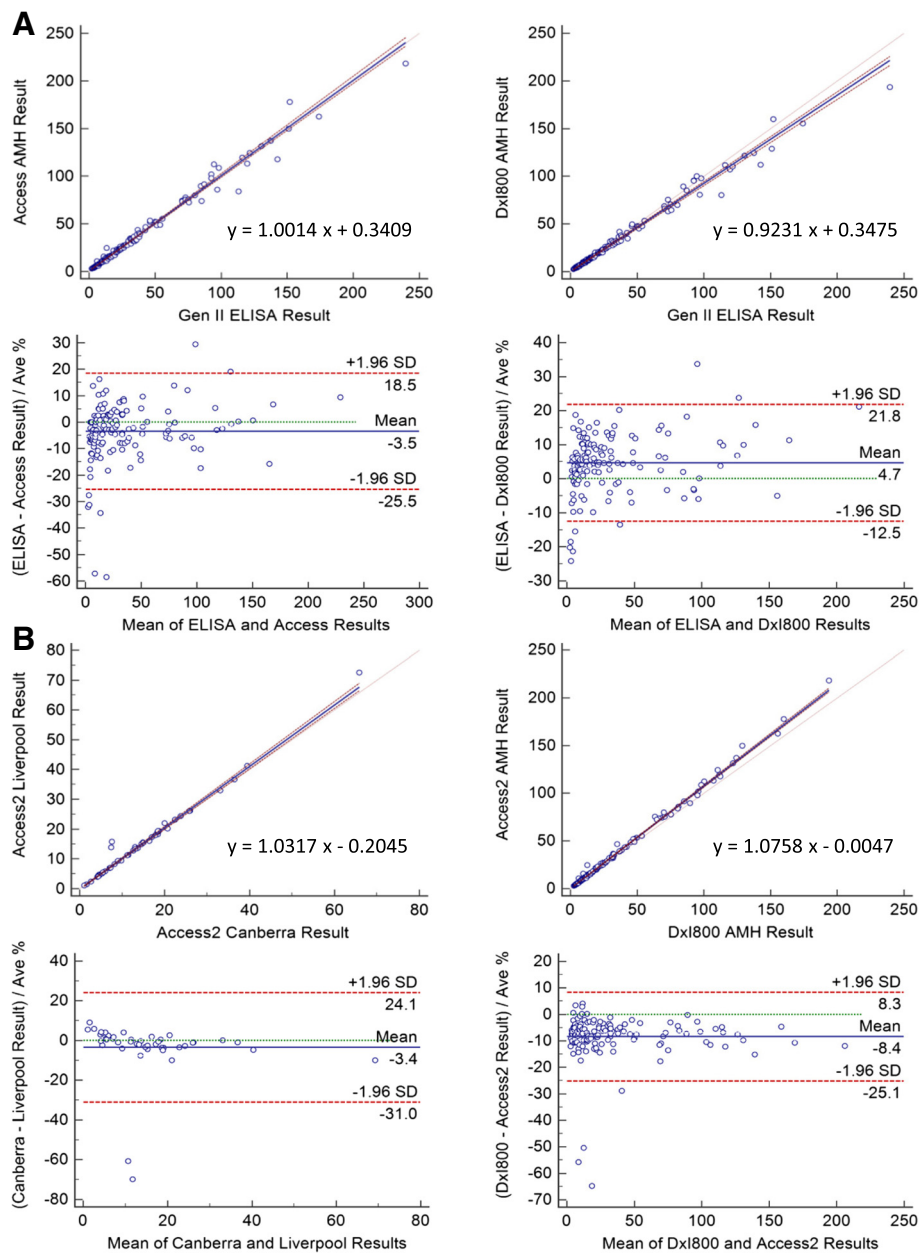 A
250
200
150
100
50
0
Access AMH Result
y = 1.0014 x + 0.3409
0 50 100 150 200 250
Gen II ELISA Result
250
200
150
100
50
0
DxI800 AMH Result
y = 0.9231 x + 0.3475
0 50 100 150 200 250
Gen II ELISA Result
30
20
10
0
-10
-20
-30
-40
-50
-60
(ELISA - Access Result) / Ave %
+1.96 SD
18.5
Mean
-3.5
-1.96 SD
-25.5
0 50 100 150 200 250 300
Mean of ELISA and Access Results
40
30
20
10
0
-10
-20
-30
(ELISA - DxI800 Result) / Ave %
+1.96 SD
21.8
Mean
4.7
-1.96 SD
-12.5
0 50 100 150 200 250
Mean of ELISA and DxI800 Results
B
80
70
60
50
40
30
20
10
0
Access2 Liverpool Result
y = 1.0317 x - 0.2045
0 20 40 60 80
Access2 Canberra Result
250
200
150
100
50
0
Access2 AMH Result
y = 1.0758 x - 0.0047
0 50 100 150 200 250
DxI800 AMH Result
40
20
0
-20
-40
-60
-80
(Canberra - Liverpool Result) / Ave %
+1.96 SD
24.1
Mean
-3.4
-1.96 SD
-31.0
0 20 40 60 80
Mean of Canberra and Liverpool Results
20
10
0
-10
-20
-30
-40
-50
-60
-70
(DxI800 - Access2 Result) / Ave %
+1.96 SD
8.3
Mean
-8.4
-1.96 SD
-25.1
0 50 100 150 200 250
Mean of DxI800 and Access2 Results